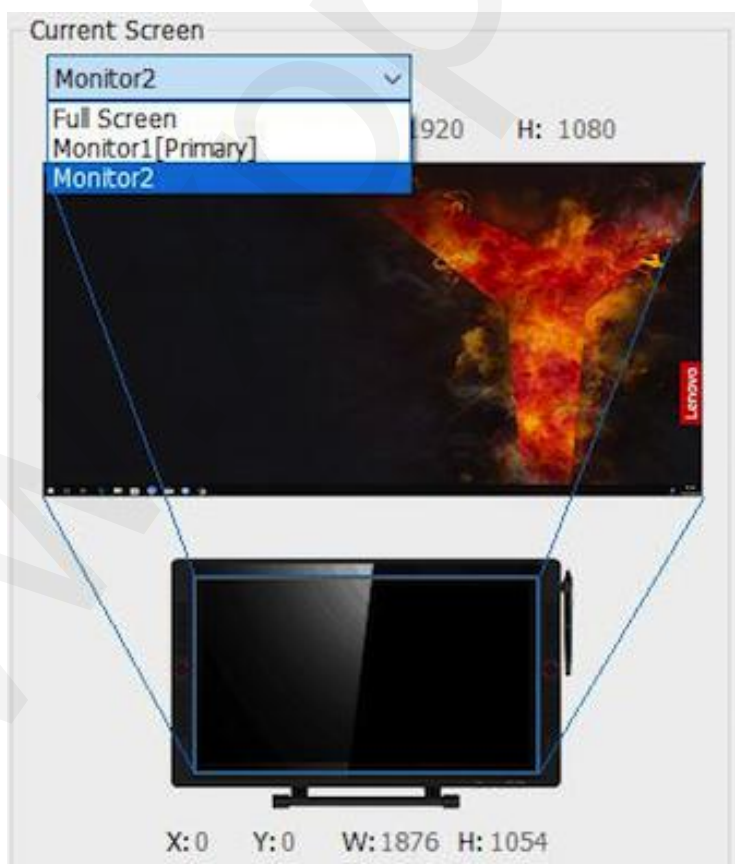 Current Screen
Monitor2
Full Screen
1920 H: 1080
Monitor1[Primary]
Monitor2
Lenovo
X: 0 Y: 0 W: 1876 H: 1054